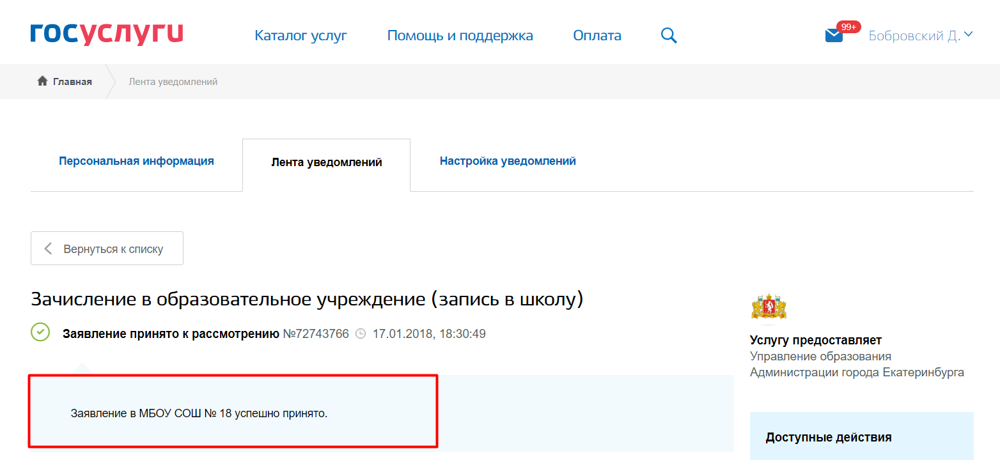 госуслуги
Каталог услуг
Помощь и поддержка
Оплата
99+
Бобровский Д.
Главная
Лента уведомлений
Персональная информация
Лента уведомлений
Настройка уведомлений
Вернуться к списку
Зачисление в образовательное учреждение (запись в школу)
Заявление принято к рассмотрению №72743766 17.01.2018, 18:30:49
Заявление в МБОУ СОШ № 18 успешно принято.
Услугу предоставляет
Управление образования
Администрации города Екатеринбурга
Доступные действия